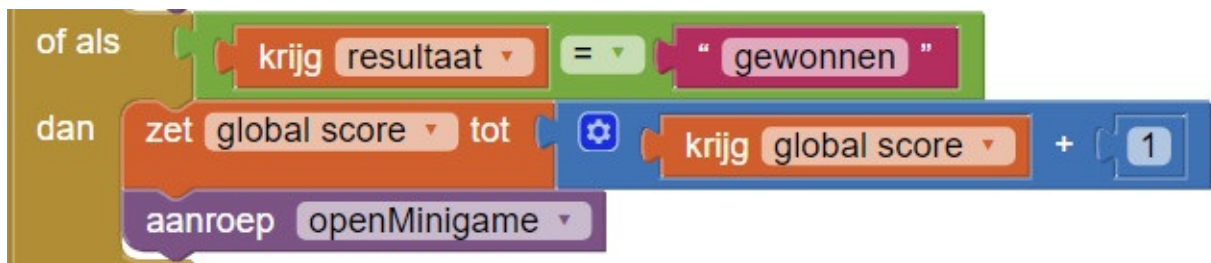 of als krijg resultaat = “ gewonnen ”
dan zet global score tot krijg global score + 1
aanroep openMinigame